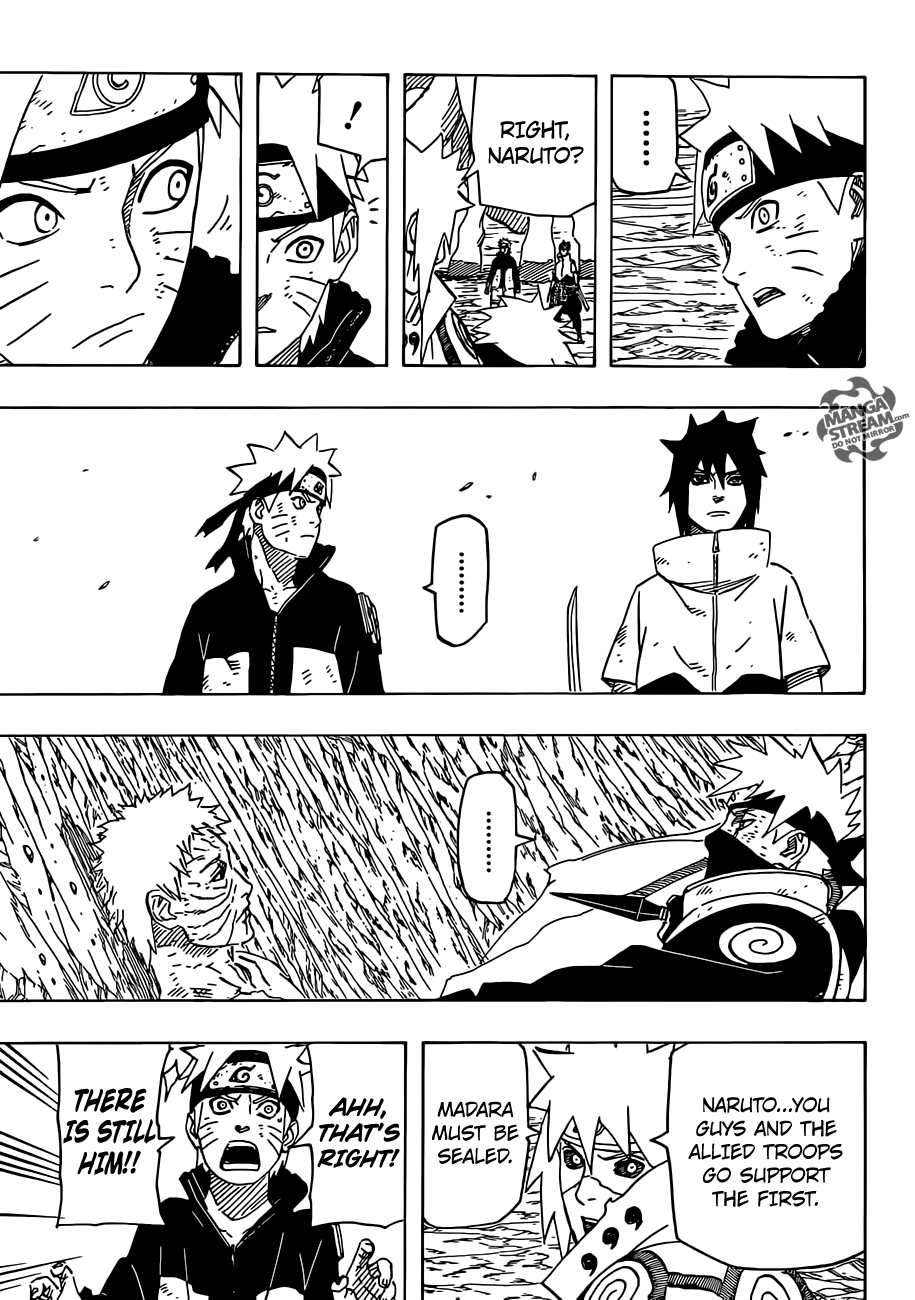 .......
RIGHT,
NARUTO?
!
MANGA
STREAM.com
DO NOT MIRROR
........
........
NARUTO...YOU
GUYS AND THE
ALLIED TROOPS
GO SUPPORT
THE FIRST.
MADARA
MUST BE
SEALED.
AHH,
THAT'S
RIGHT!
THERE
IS STILL
HIM!!